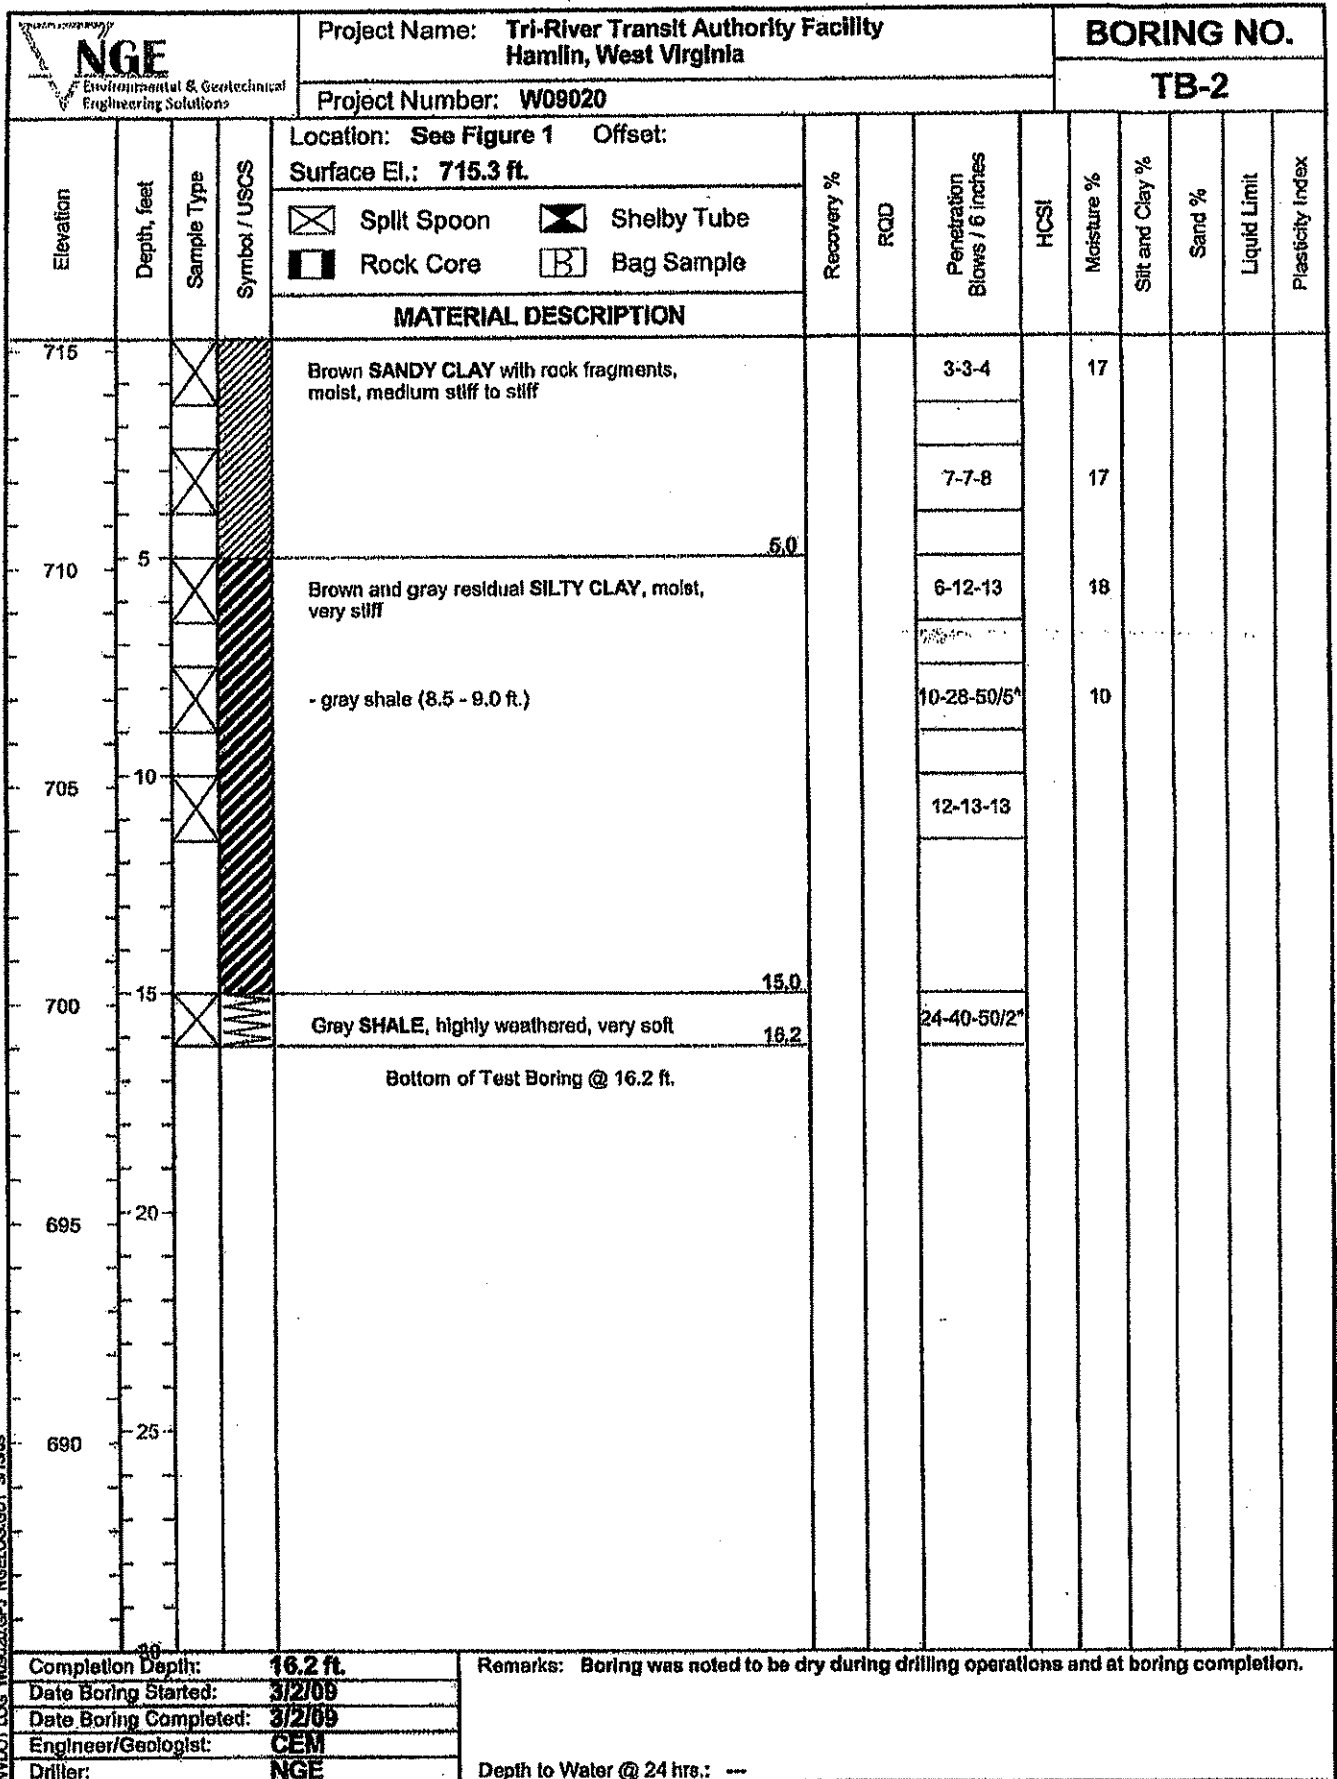 NGE
Environmental & Geotechnical
Engineering Solutions
Project Name: Tri-River Transit Authority Facility
Hamlin, West Virginia
Project Number: W09020
BORING NO.
TB-2
Elevation
Depth, feet
Sample Type
Symbol / USCS
Location: See Figure 1 Offset:
Surface El.: 715.3 ft.
Split Spoon Shelby Tube
Rock Core B Bag Sample
MATERIAL DESCRIPTION
Recovery %
RQD
Penetration
Blows / 6 inches
HCSI
Moisture %
Silt and Clay %
Sand %
Liquid Limit
Plasticity Index
715
Brown SANDY CLAY with rock fragments,
moist, medium stiff to stiff
3-3-4 17
7-7-8 17
5.0
710 5
Brown and gray residual SILTY CLAY, moist,
very stiff
6-12-13 18
- gray shale (8.5 - 9.0 ft.)
10-28-50/5" 10
705 10
12-13-13
15.0
700 15
Gray SHALE, highly weathered, very soft
16.2
24-40-50/2"
Bottom of Test Boring @ 16.2 ft.
695 20
690 25
30
Completion Depth: 16.2 ft.
Date Boring Started: 3/2/09
Date Boring Completed: 3/2/09
Engineer/Geologist: CEM
Driller: NGE
Remarks: Boring was noted to be dry during drilling operations and at boring completion.
Depth to Water @ 24 hrs.: ---